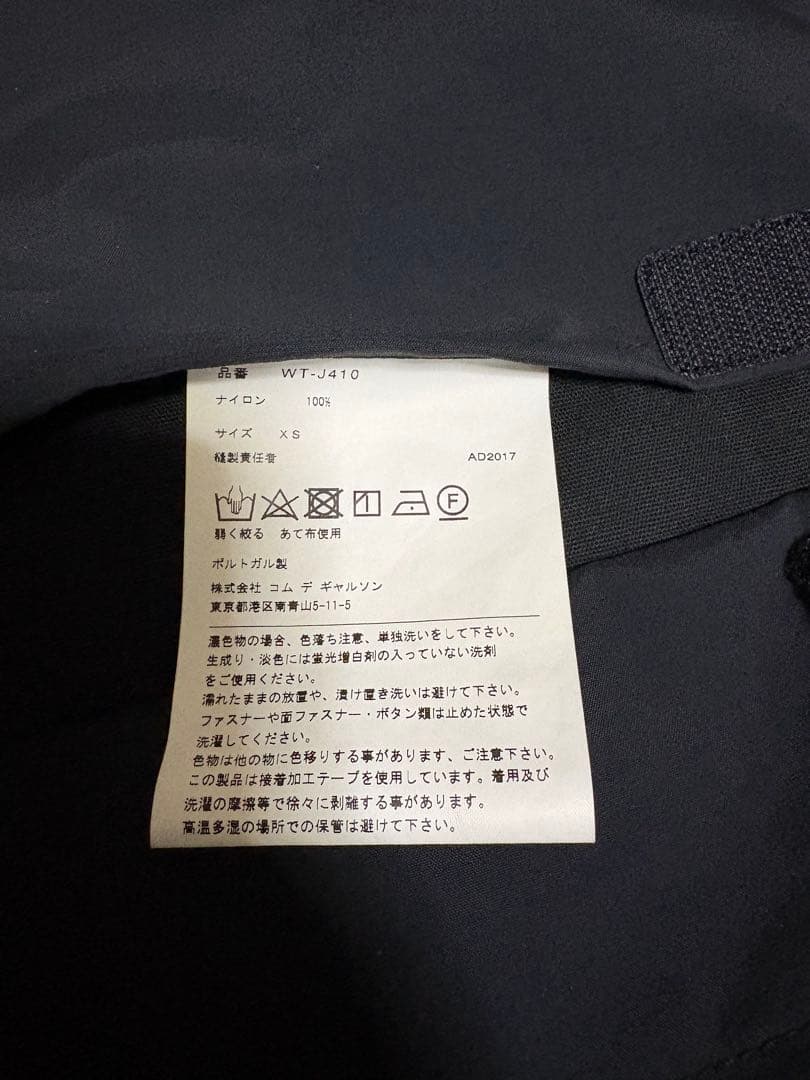 品番 WT-J410
ナイロン 100%
サイズ XS
縫製責任者 AD2017
F
弱く絞る あて布使用
ポルトガル製
株式会社 コム デ ギャルソン
東京都港区南青山5-11-5
濃色物の場合、色落ち注意、単独洗いをして下さい。
生成り・淡色には蛍光増白剤の入っていない洗剤
をご使用ください。
濡れたままの放置や、漬け置き洗いは避けて下さい。
ファスナーや面ファスナー・ボタン類は止めた状態で
洗濯してください。
色物は他の物に色移りする事があります、ご注意下さい。
この製品は接着加工テープを使用しています。着用及び
洗濯の摩擦等で徐々に剥離する事があります。
高温多湿の場所での保管は避けて下さい。